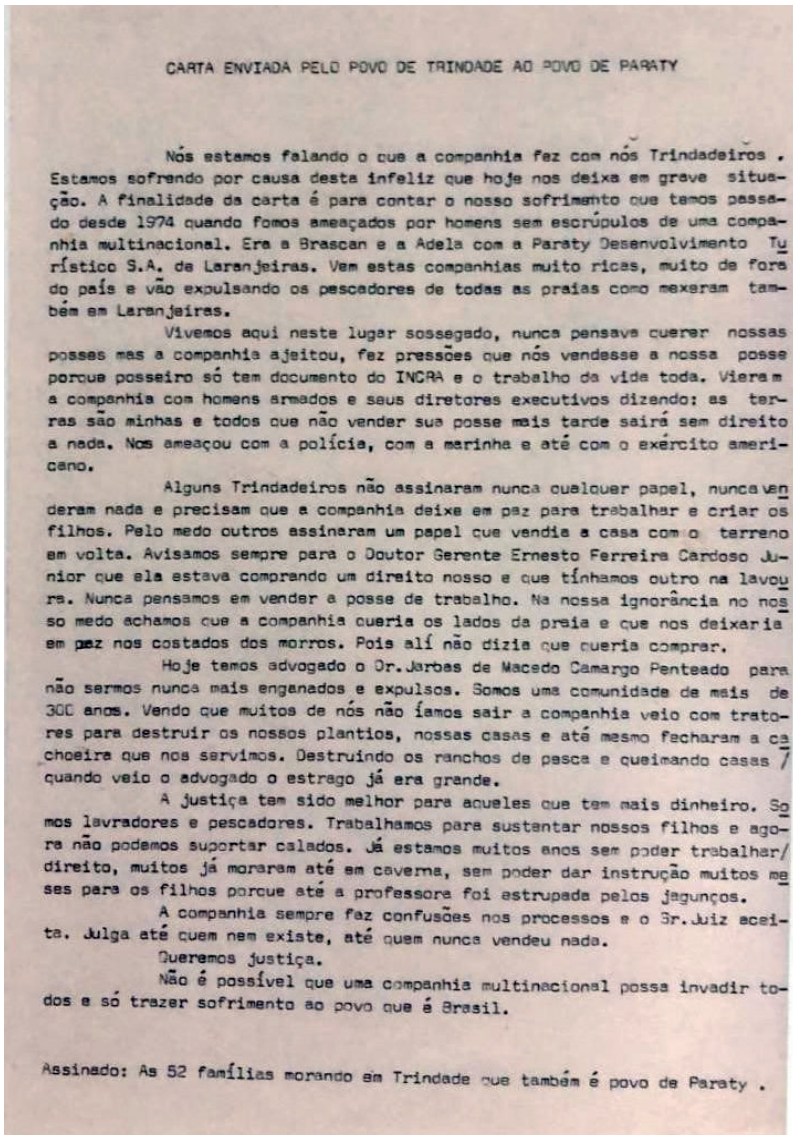 CARTA ENVIADA PELO POVO DE TRINDADE AO POVO DE PARATY
Nós estamos falando o que a companhia fez com nós Trindadeiros .
Estamos sofrendo por causa desta infeliz que hoje nos deixa em grave situa-
ção. A finalidade da carta é para contar o nosso sofrimento que temos passa-
do desde 1974 quando fomos ameaçados por homens sem escrúpulos de uma compa-
nhia multinacional. Era a Brascan e a Adela com a Paraty Desenvolvimento Tu
rístico S.A. de Laranjeiras. Vem estas companhias muito ricas, muito de fora
do país e vão expulsando os pescadores de todas as praias como mexeram tam-
bém em Laranjeiras.
Vivemos aqui neste lugar sossegado, nunca pensava querer nossas
posses mas a companhia ajeitou, fez pressões que nós vendesse a nossa posse
porque posseiro só tem documento do INCRA e o trabalho da vida toda. Vieram
a companhia com homens armados e seus diretores executivos dizendo: as ter-
ras são minhas e todos que não vender sua posse mais tarde sairá sem direito
a nada. Nos ameaçou com a polícia, com a marinha e até com o exército ameri-
cano.
Alguns Trindadeiros não assinaram nunca qualquer papel, nunca ven
deram nada e precisam que a companhia deixe em paz para trabalhar e criar os
filhos. Pelo medo outros assinaram um papel que vendia a casa com o terreno
em volta. Avisamos sempre para o Doutor Gerente Ernesto Ferreira Cardoso Ju-
nior que ela estava comprando um direito nosso e que tínhamos outro na lavou
ra. Nunca pensamos em vender a posse de trabalho. Na nossa ignorância no nos
so medo achamos que a companhia queria os lados da praia e que nos deixaria
em paz nos costados dos morros. Pois alí não dizia que queria comprar.
Hoje temos advogado o Dr.Jarbas de Macedo Camargo Penteado para
não sermos nunca mais enganados e expulsos. Somos uma comunidade de mais de
300 anos. Vendo que muitos de nós não íamos sair a companhia veio com trato-
res para destruir os nossos plantios, nossas casas e até mesmo fecharam a ca
choeira que nos servimos. Destruindo os ranchos de pesca e queimando casas /
quando veio o advogado o estrago já era grande.
A justiça tem sido melhor para aqueles que tem mais dinheiro. So
mos lavradores e pescadores. Trabalhamos para sustentar nossos filhos e ago-
ra não podemos suportar calados. Já estamos muitos anos sem poder trabalhar/
direito, muitos já moraram até em caverna, sem poder dar instrução muitos me
ses para os filhos porque até a professora foi estrupada pelos jagunços.
A companhia sempre faz confusões nos processos e o Sr.Juiz acei-
ta. Julga até quem nem existe, até quem nunca vendeu nada.
Queremos justiça.
Não é possível que uma companhia multinacional possa invadir to-
dos e só trazer sofrimento ao povo que é Brasil.
Assinado: As 52 famílias morando em Trindade que também é povo de Paraty .